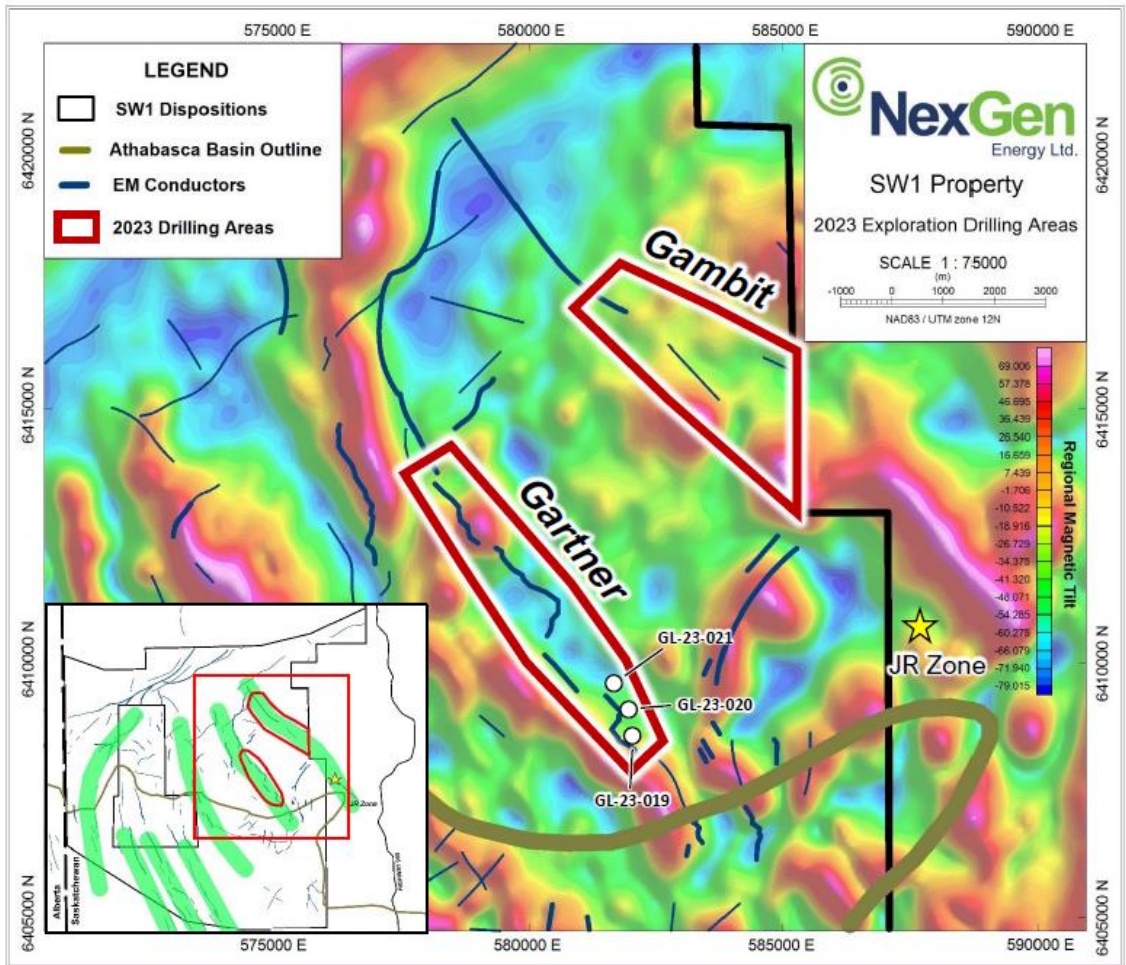 575000 E
580000 E
585000 E
590000 E
LEGEND
SW1 Dispositions
Athabasca Basin Outline
EM Conductors
2023 Drilling Areas
NexGen
Energy Ltd.
SW1 Property
2023 Exploration Drilling Areas
SCALE 1 : 75000
(m)
-1000 0 1000 2000 3000
NAD83 / UTM zone 12N
6420000 N
6415000 N
6410000 N
6405000 N
6420000 N
6415000 N
6410000 N
6405000 N
Gambit
Gartner
GL-23-021
GL-23-020
GL-23-019
JR Zone
69.006
57.378
46.695
36.439
26.540
16.659
7.439
-1.706
-10.522
-18.916
-26.729
-34.378
-41.320
-48.071
-54.285
-60.278
-66.079
-71.940
-79.015
Regional Magnetic Tilt
JR Zone
Alberta
Saskatchewan
575000 E
580000 E
585000 E
590000 E